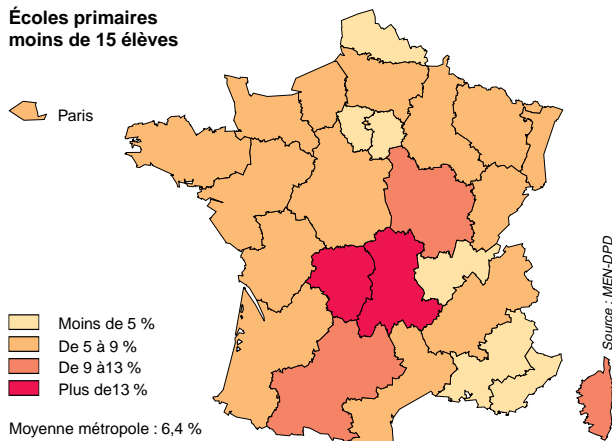 Écoles primaires
moins de 15 élèves
Paris
Moins de 5 %
De 5 à 9 %
De 9 à13 %
Plus de13 %
Moyenne métropole : 6,4 %
Source : MEN-DPD